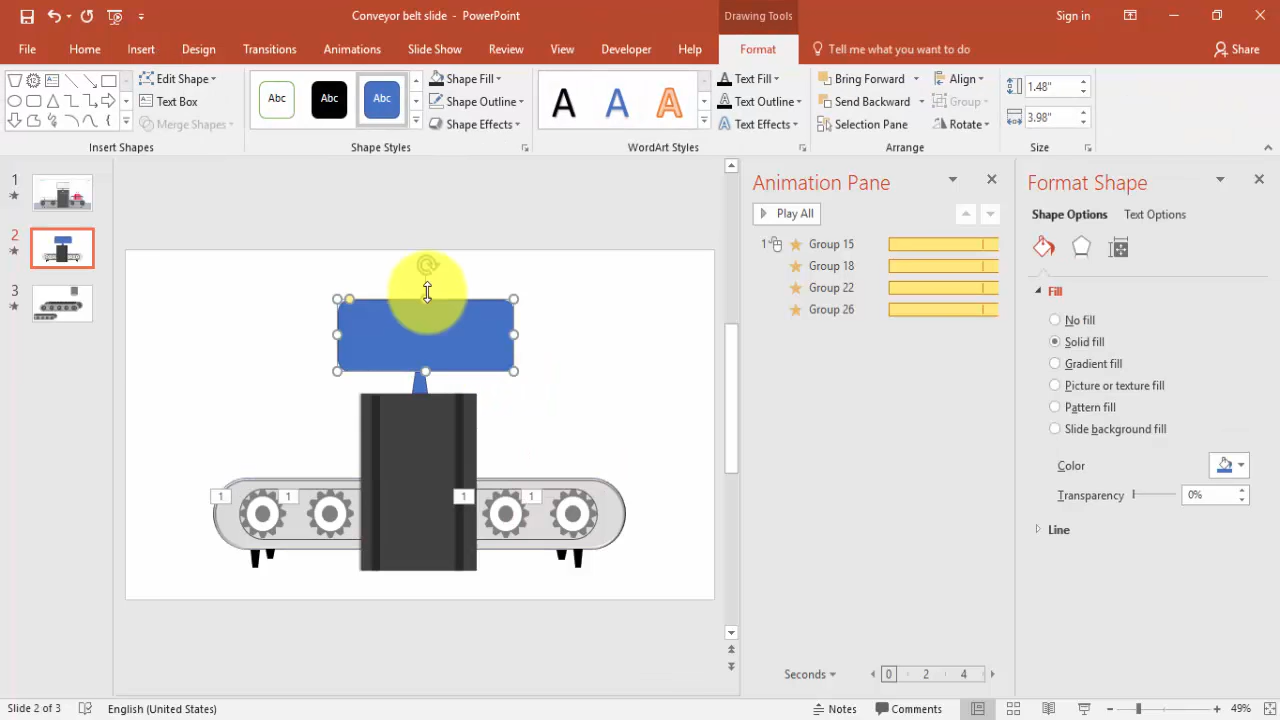 Conveyor belt slide - PowerPoint
Drawing Tools
Sign in
File
Home
Insert
Design
Transitions
Animations
Slide Show
Review
View
Developer
Help
Format
Tell me what you want to do
Share
Edit Shape
Text Box
Merge Shapes
Insert Shapes
Abc
Abc
Abc
Shape Fill
Shape Outline
Shape Effects
Shape Styles
A
A
A
Text Fill
Text Outline
Text Effects
WordArt Styles
Bring Forward
Send Backward
Selection Pane
Align
Group
Rotate
Arrange
1.48"
3.98"
Size
1
2
3
1
1
1
1
Animation Pane
Play All
1
Group 15
Group 18
Group 22
Group 26
Seconds
0
2
4
Format Shape
Shape Options
Text Options
Fill
No fill
Solid fill
Gradient fill
Picture or texture fill
Pattern fill
Slide background fill
Color
Transparency
0%
Line
Slide 2 of 3
English (United States)
Notes
Comments
49%